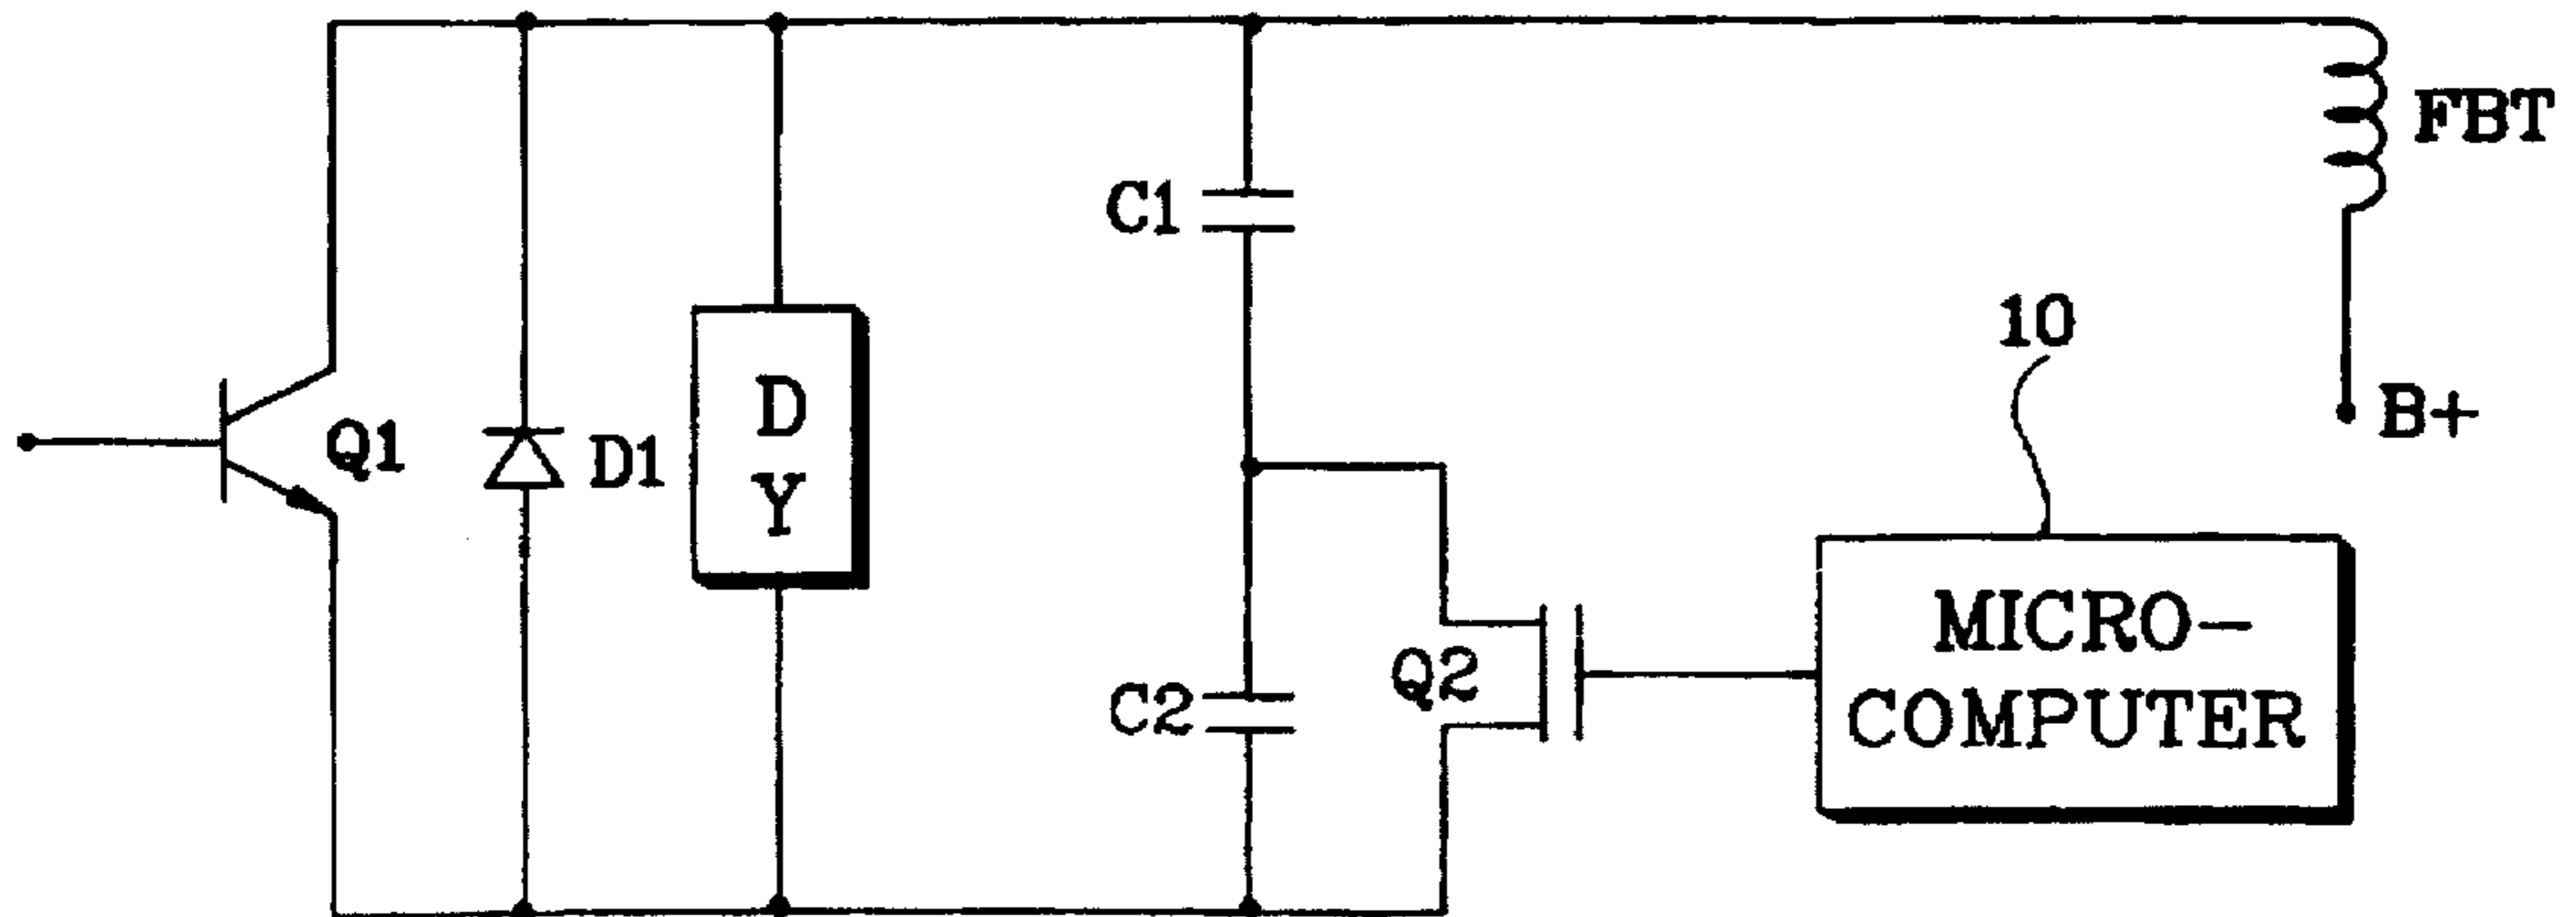 FBT
C1
10
B+
Q1
D1
D
Y
MICRO-
COMPUTER
Q2
C2